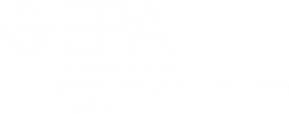 EPA
United States
Environmental Protection
Agency